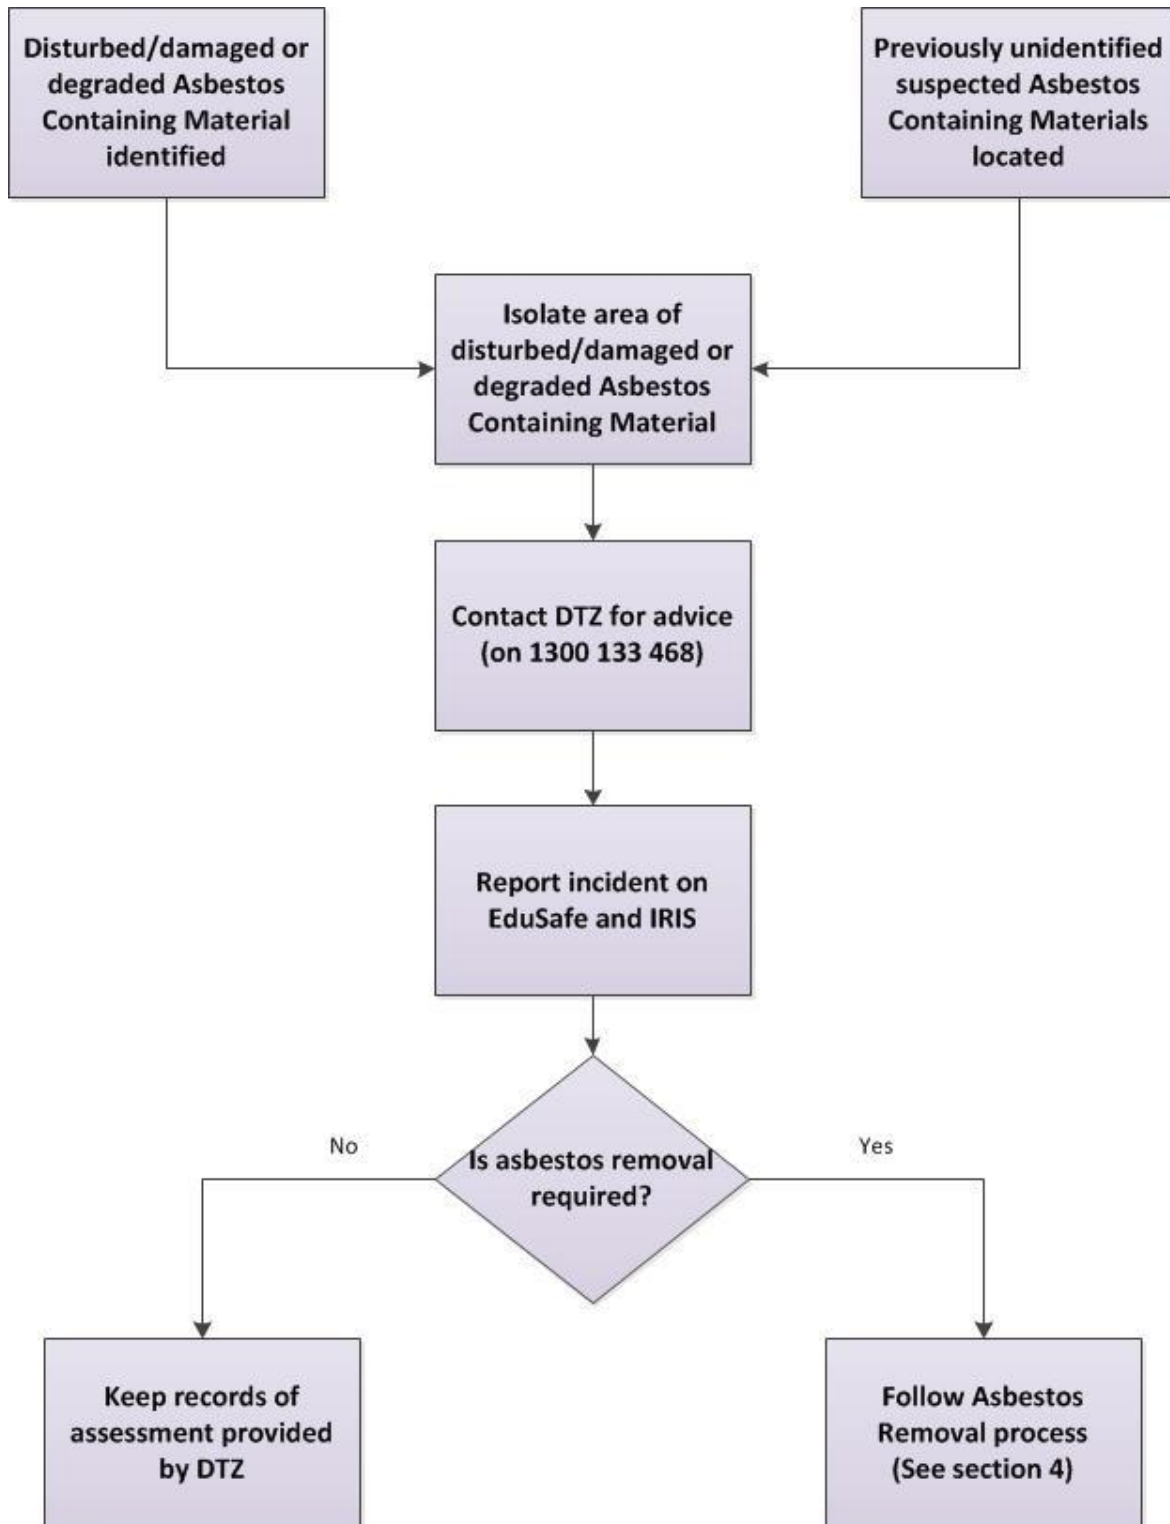 Disturbed/damaged or
degraded Asbestos
Containing Material
identified
Previously unidentified
suspected Asbestos
Containing Materials
located
Isolate area of
disturbed/damaged or
degraded Asbestos
Containing Material
Contact DTZ for advice
(on 1300 133 468)
Report incident on
EduSafe and IRIS
Is asbestos removal
required?
No
Yes
Keep records of
assessment provided
by DTZ
Follow Asbestos
Removal process
(See section 4)